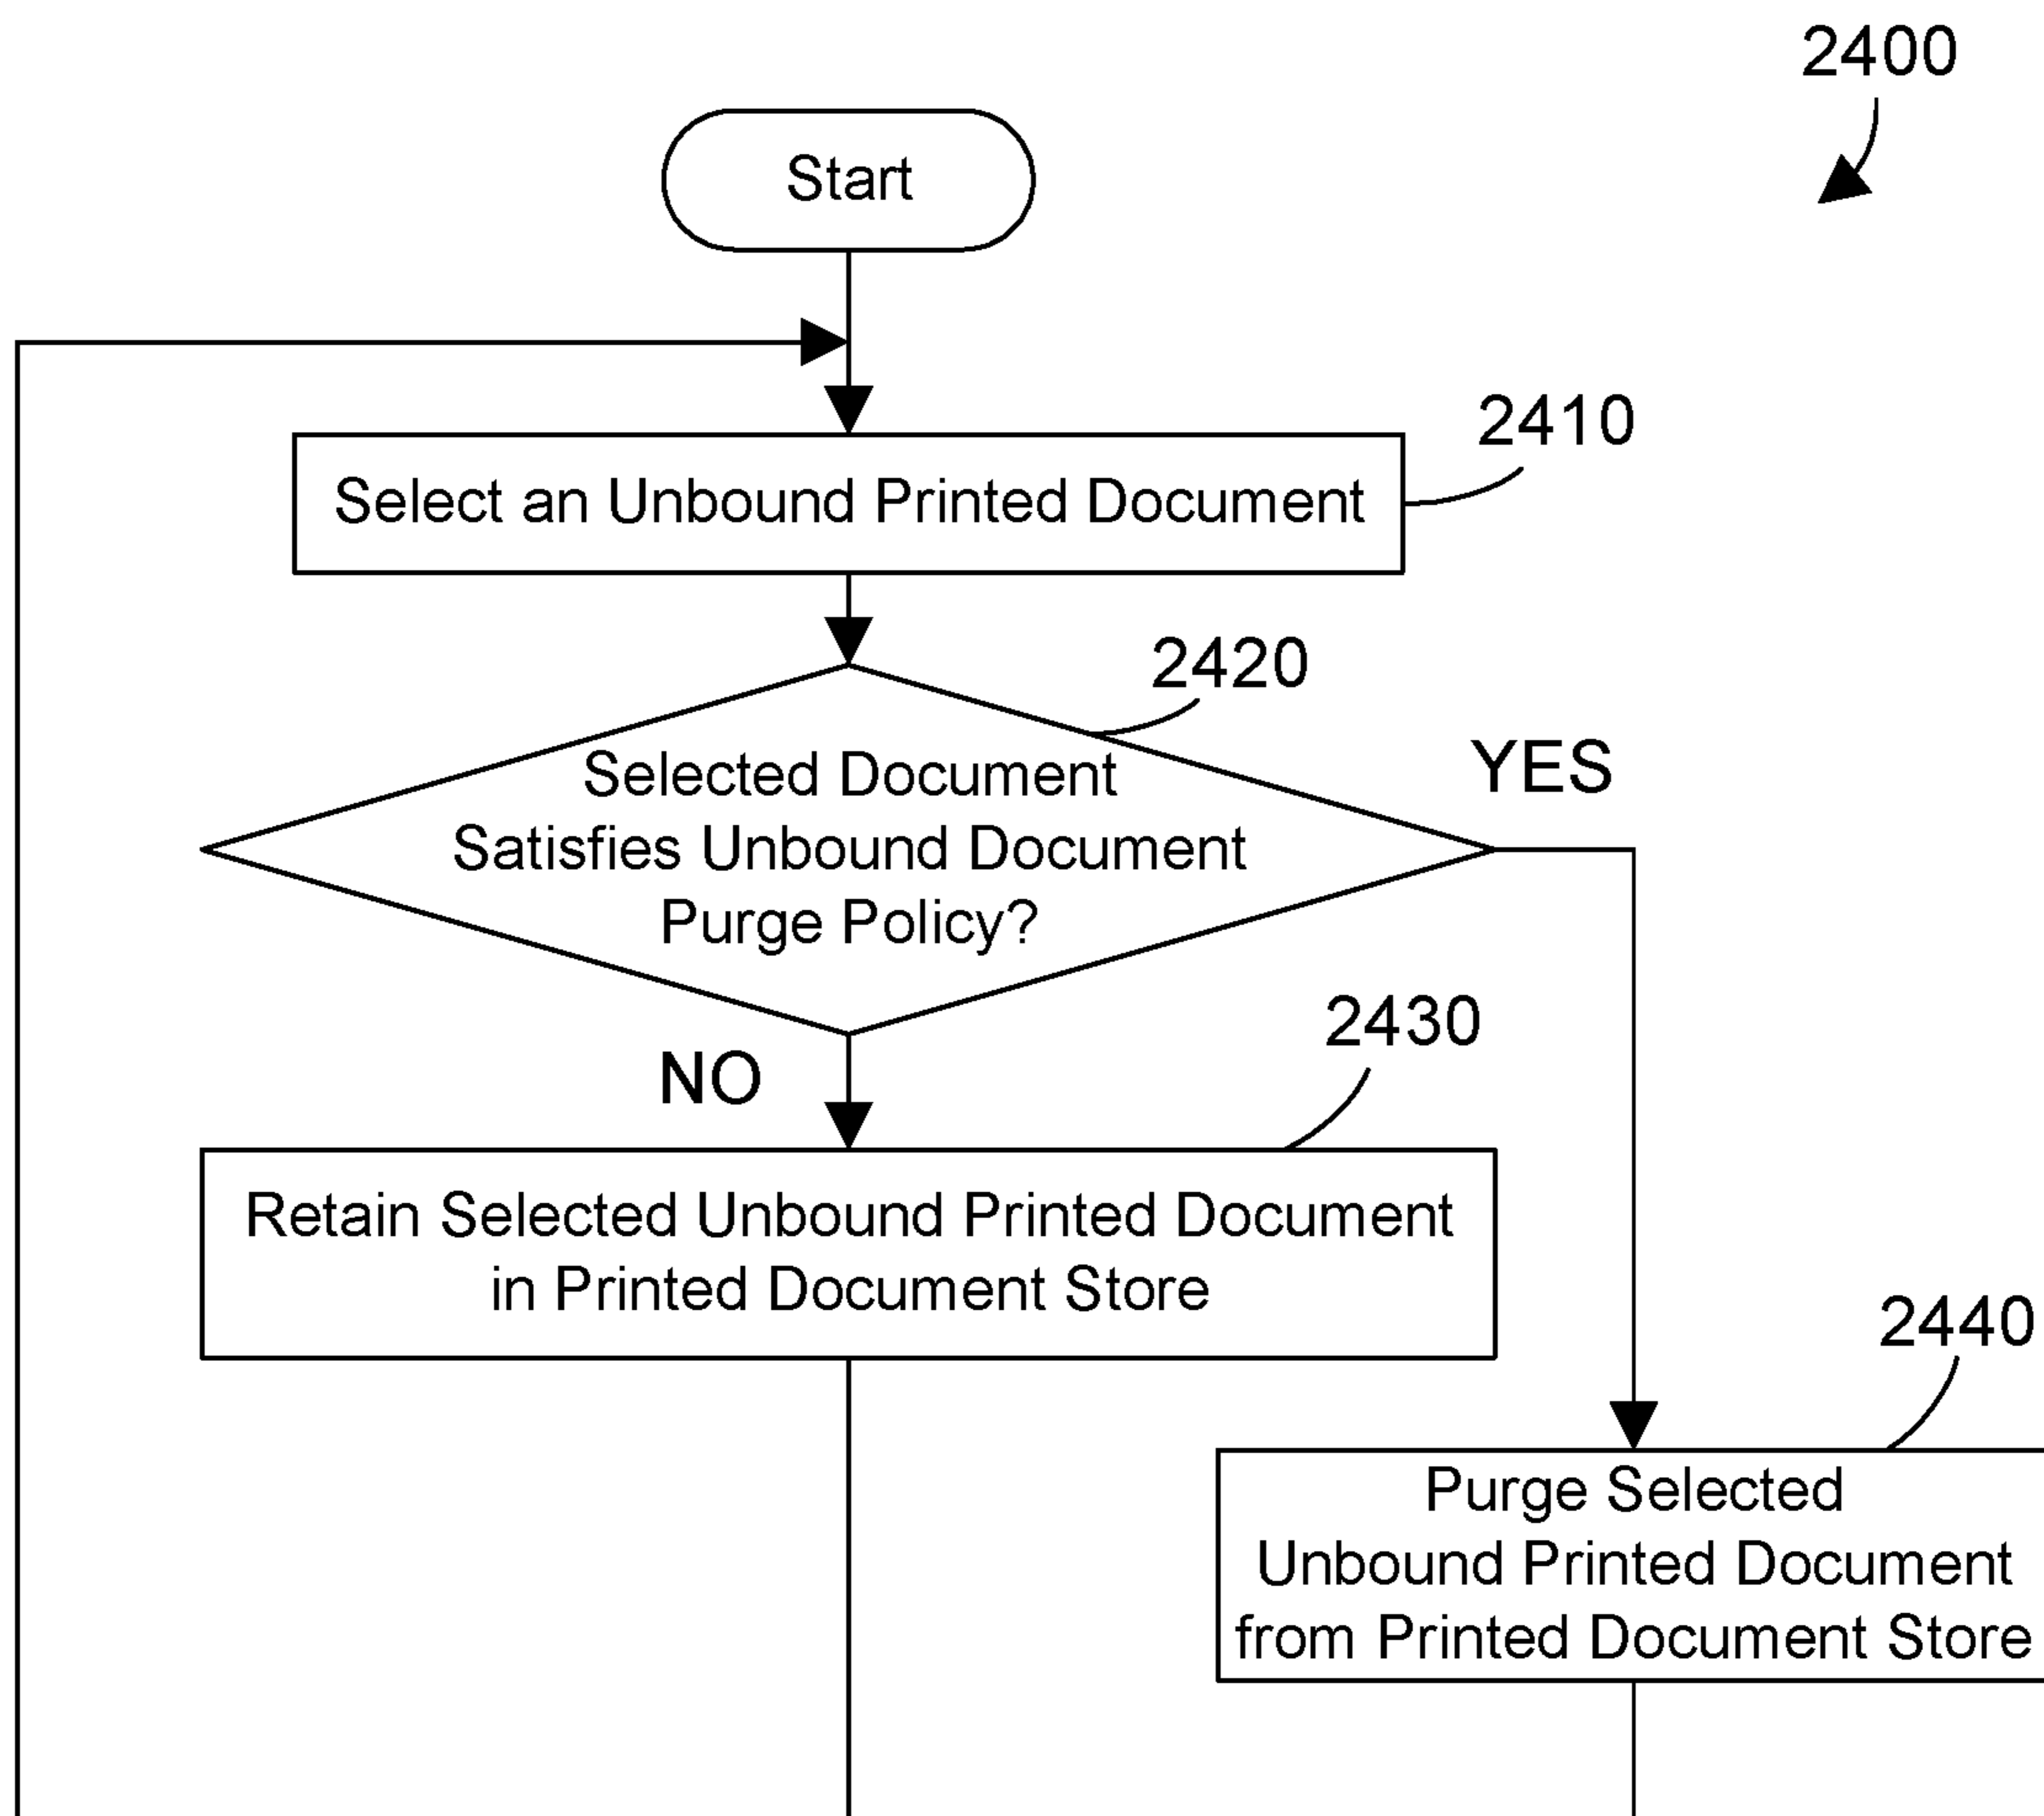 2400
Start
2410
Select an Unbound Printed Document
2420
YES
Selected Document
Satisfies Unbound Document
Purge Policy?
NO
2430
Retain Selected Unbound Printed Document
in Printed Document Store
2440
Purge Selected
Unbound Printed Document
from Printed Document Store